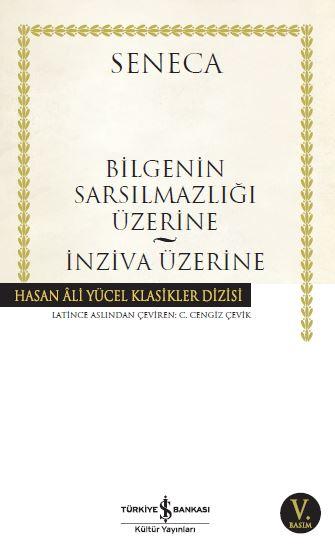 SENECA
BİLGENİN
SARSILMAZLIĞI
ÜZERİNE
~
İNZİVA ÜZERİNE
HASAN ÂLİ YÜCEL KLASİKLER DİZİSİ
LATİNCE ASLINDAN ÇEVİREN: C. CENGİZ ÇEVİK
TÜRKİYE İŞ BANKASI
Kültür Yayınları
V.
BASIM